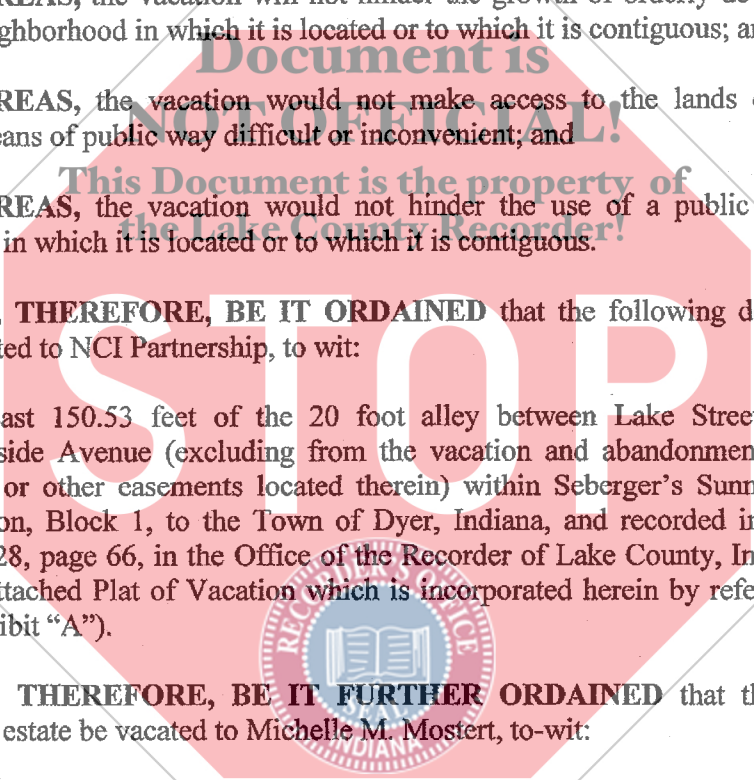 REAS, the vacation will not hinder the growth or orderly de
ghborhood in which it is located or to which it is contiguous; an
Document is
REAS, the vacation would not make access to the lands
NOT OFFICIAL!
eans of public way difficult or inconvenient; and
This Document is the property of
REAS, the vacation would not hinder the use of a public
the Lake County Recorder!
in which it is located or to which it is contiguous.
THEREFORE, BE IT ORDAINED that the following d
ted to NCI Partnership, to wit:
STOP
ast 150.53 feet of the 20 foot alley between Lake Stree
side Avenue (excluding from the vacation and abandonmen
or other easements located therein) within Seberger's Sunn
on, Block 1, to the Town of Dyer, Indiana, and recorded in
28, page 66, in the Office of the Recorder of Lake County, In
ttached Plat of Vacation which is incorporated herein by refe
ibit "A").
RECORDER'S OFFICE
SEAL
INDIANA
THEREFORE, BE IT FURTHER ORDAINED that th
estate be vacated to Michelle M. Mostert, to-wit: